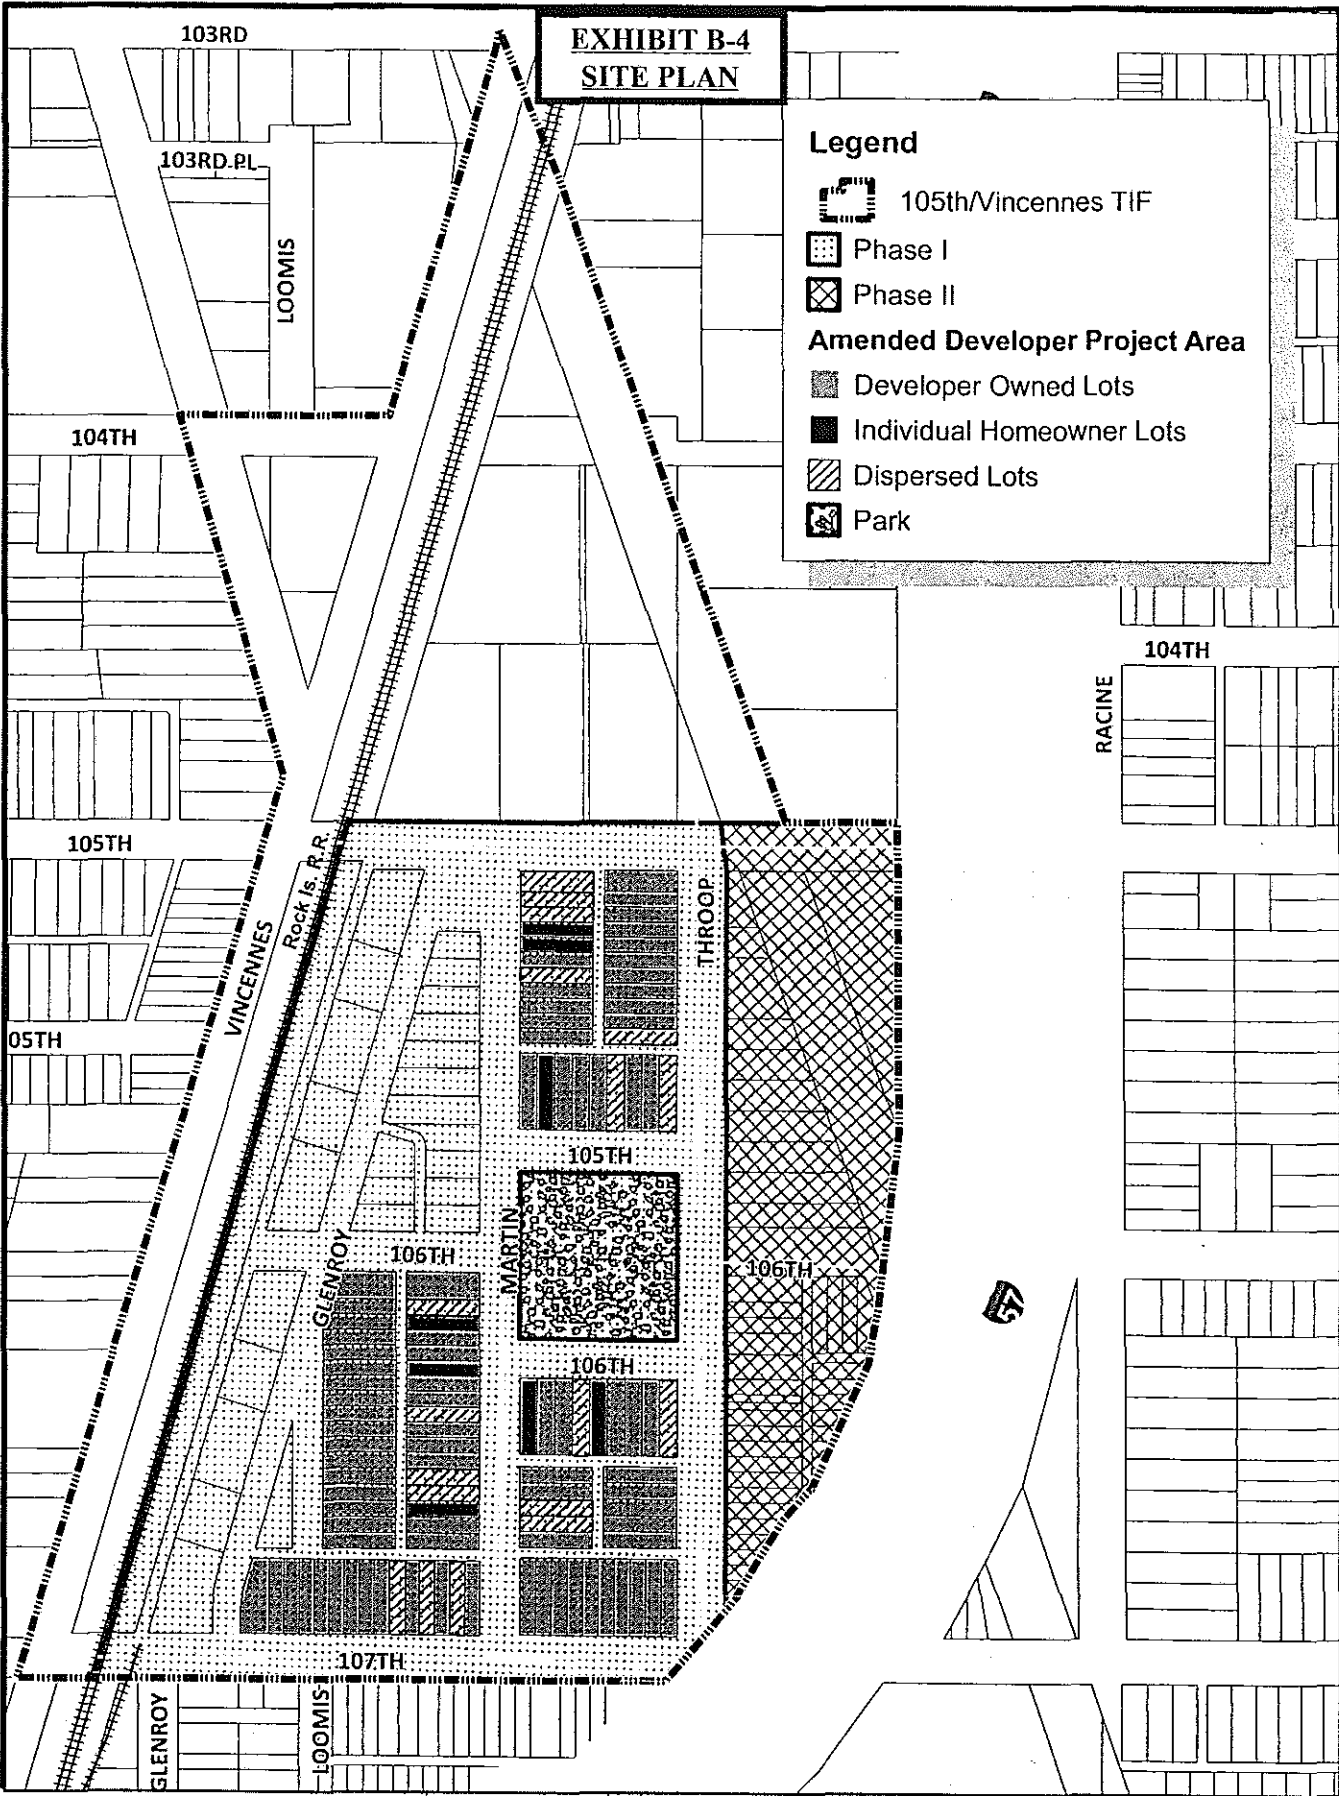 EXHIBIT B-4
SITE PLAN
103RD
Legend
105th/Vincennes TIF
Phase I
Phase II
Amended Developer Project Area
Developer Owned Lots
Individual Homeowner Lots
Dispersed Lots
Park
103RD PL
LOOMIS
104TH
104TH
RACINE
105TH
Rock Is. R.R.
VINCENNES
THROOP
05TH
105TH
MARTIN
GLENROY
106TH
106TH
57
106TH
107TH
GLENROY
LOOMIS